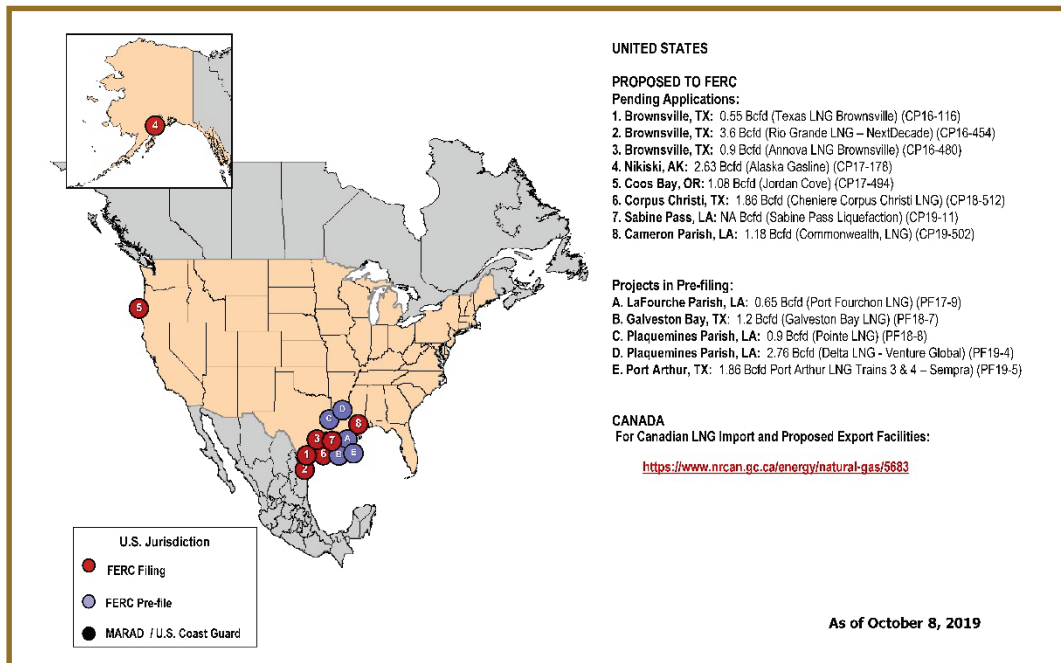 4
5
D
C
8
3
7
A
1
6
B
E
2
U.S. Jurisdiction
FERC Filing
FERC Pre-file
MARAD / U.S. Coast Guard
UNITED STATES
PROPOSED TO FERC
Pending Applications:
1. Brownsville, TX: 0.55 Bcfd (Texas LNG Brownsville) (CP16-116)
2. Brownsville, TX: 3.6 Bcfd (Rio Grande LNG – NextDecade) (CP16-454)
3. Brownsville, TX: 0.9 Bcfd (Annova LNG Brownsville) (CP16-480)
4. Nikiski, AK: 2.63 Bcfd (Alaska Gasline) (CP17-178)
5. Coos Bay, OR: 1.08 Bcfd (Jordan Cove) (CP17-494)
6. Corpus Christi, TX: 1.86 Bcfd (Cheniere Corpus Christi LNG) (CP18-512)
7. Sabine Pass, LA: NA Bcfd (Sabine Pass Liquefaction) (CP19-11)
8. Cameron Parish, LA: 1.18 Bcfd (Commonwealth, LNG) (CP19-502)
Projects in Pre-filing:
A. LaFourche Parish, LA: 0.65 Bcfd (Port Fourchon LNG) (PF17-9)
B. Galveston Bay, TX: 1.2 Bcfd (Galveston Bay LNG) (PF18-7)
C. Plaquemines Parish, LA: 0.9 Bcfd (Pointe LNG) (PF18-8)
D. Plaquemines Parish, LA: 2.76 Bcfd (Delta LNG - Venture Global) (PF19-4)
E. Port Arthur, TX: 1.86 Bcfd Port Arthur LNG Trains 3 & 4 – Sempra) (PF19-5)
CANADA
For Canadian LNG Import and Proposed Export Facilities:
https://www.nrcan.gc.ca/energy/natural-gas/5683
As of October 8, 2019